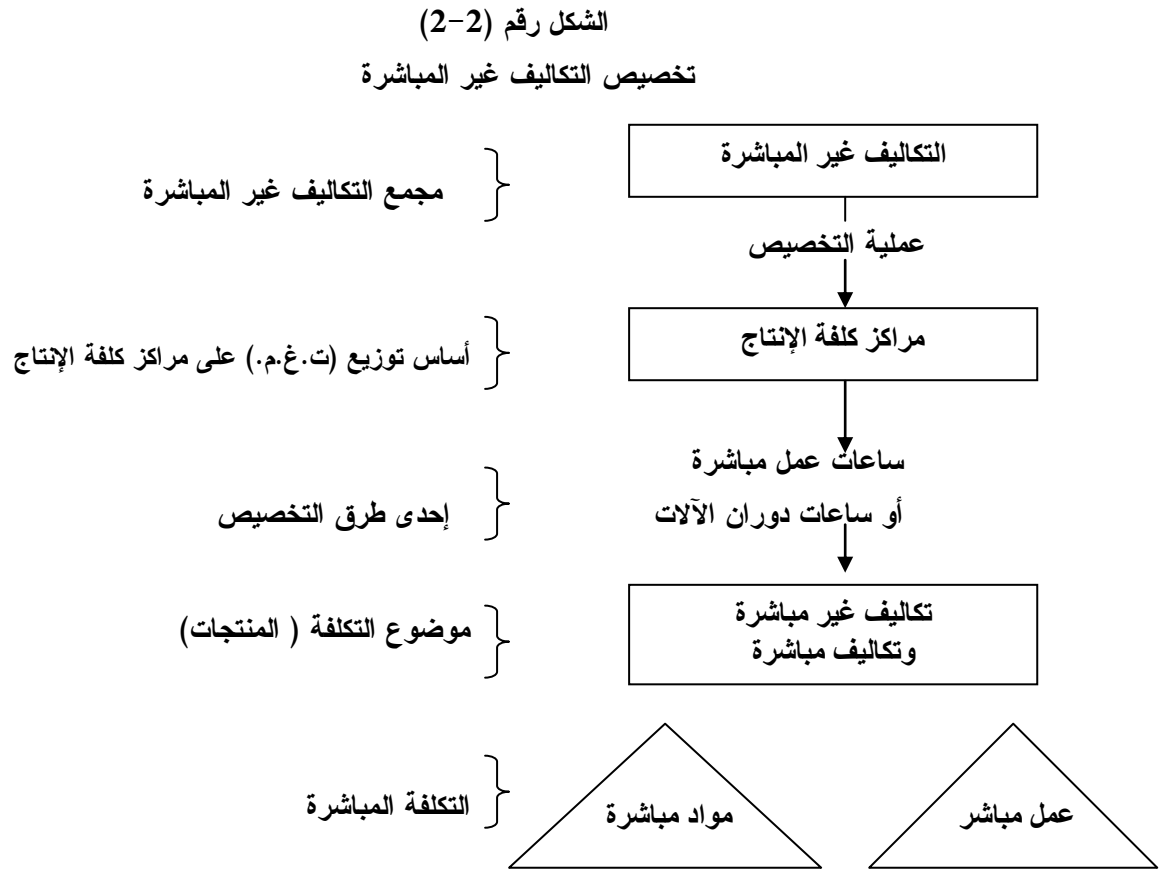 الشكل رقم (2-2)
تخصيص التكاليف غير المباشرة
التكاليف غير المباشرة
مجمع التكاليف غير المباشرة
عملية التخصيص
مراكز كلفة الإنتاج
أساس توزيع (ت.غ.م.) على مراكز كلفة الإنتاج
ساعات عمل مباشرة
أو ساعات دوران الآلات
إحدى طرق التخصيص
تكاليف غير مباشرة
وتكاليف مباشرة
موضوع التكلفة ( المنتجات)
عمل مباشر
مواد مباشرة
التكلفة المباشرة